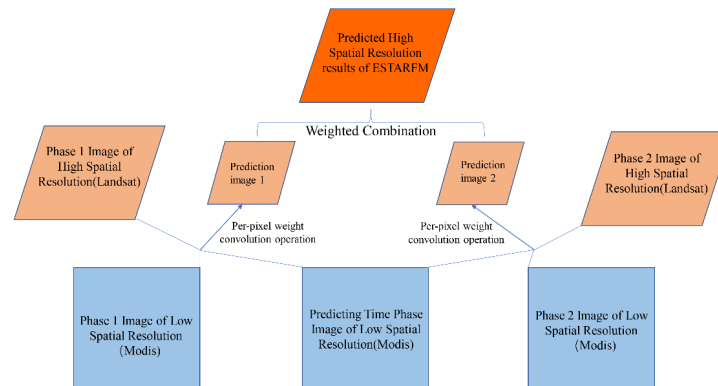 Predicted High
Spatial Resolution
results of ESTARFM
Weighted Combination
Phase 1 Image of
High Spatial
Resolution(Landsat)
Prediction
image 1
Prediction
image 2
Phase 2 Image of
High Spatial
Resolution(Landsat)
Per-pixel weight
convolution operation
Per-pixel weight
convolution operation
Phase 1 Image of Low
Spatial Resolution
（Modis）
Predicting Time Phase
Image of Low Spatial
Resolution(Modis)
Phase 2 Image of Low
Spatial Resolution
（Modis）